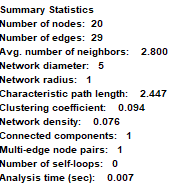 Summary Statistics
Number of nodes: 20
Number of edges: 29
Avg. number of neighbors: 2.800
Network diameter: 5
Network radius: 1
Characteristic path length: 2.447
Clustering coefficient: 0.094
Network density: 0.076
Connected components: 1
Multi-edge node pairs: 1
Number of self-loops: 0
Analysis time (sec): 0.007